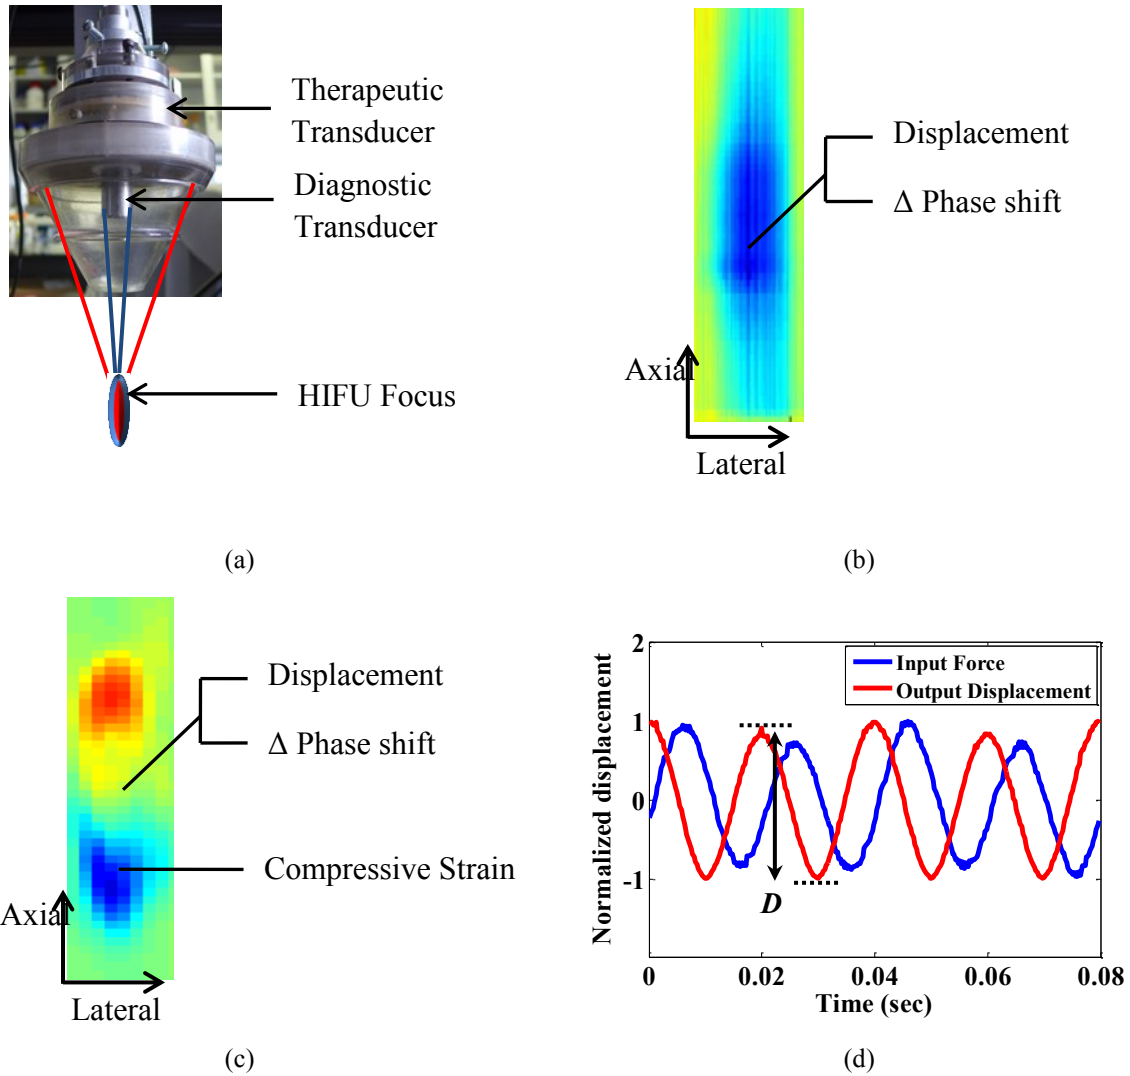 Therapeutic
Transducer
Diagnostic
Transducer
HIFU Focus
(a)
Displacement
Δ Phase shift
Axial
Lateral
(b)
Displacement
Δ Phase shift
Compressive Strain
Axial
Lateral
(c)
2
1
0
-1
Normalized displacement
Input Force
Output Displacement
D
0 0.02 0.04 0.06 0.08
Time (sec)
(d)